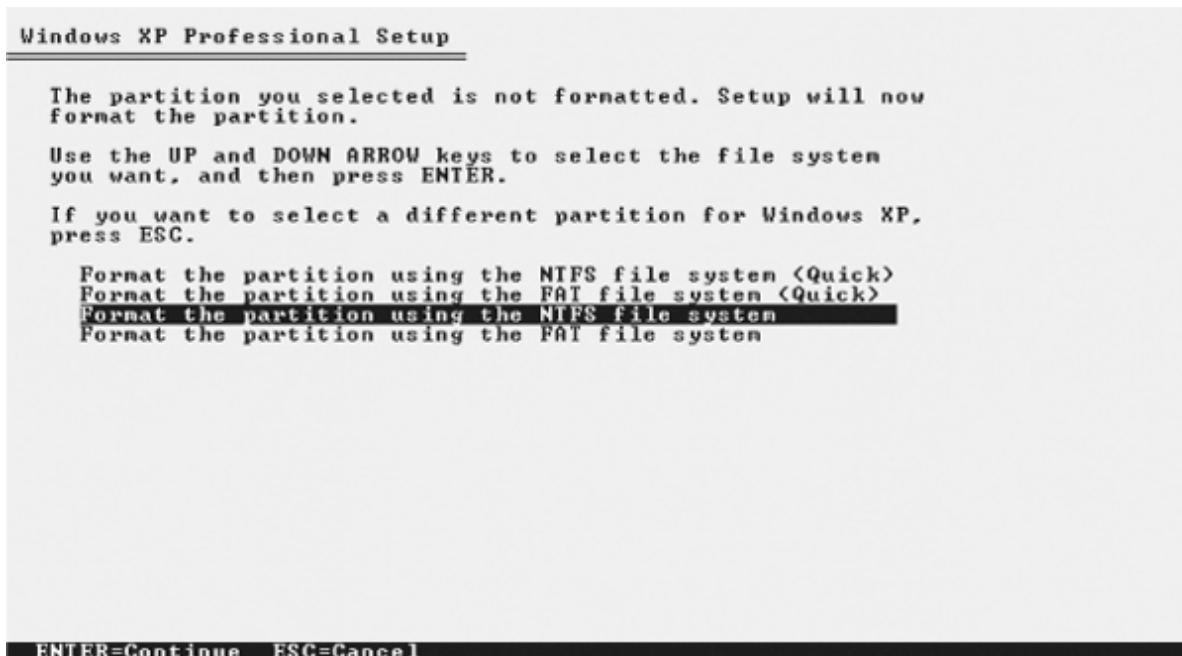 Windows XP Professional Setup
The partition you selected is not formatted. Setup will now
format the partition.
Use the UP and DOWN ARROW keys to select the file system
you want, and then press ENTER.
If you want to select a different partition for Windows XP,
press ESC.
Format the partition using the NTFS file system (Quick)
Format the partition using the FAT file system (Quick)
Format the partition using the NTFS file system
Format the partition using the FAT file system
ENTER=Continue ESC=Cancel